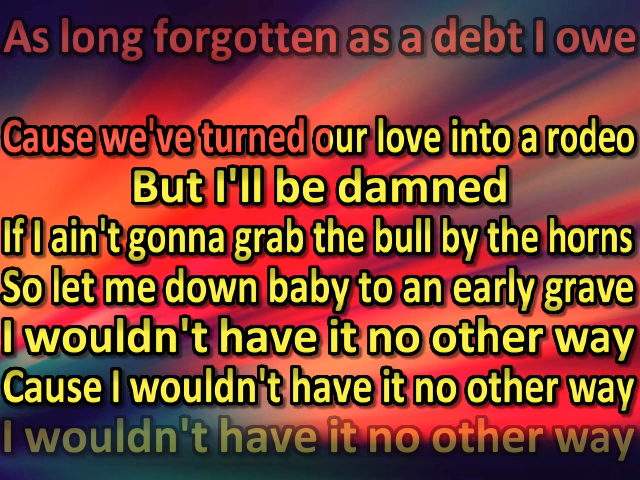 As long forgotten as a debt I owe
Cause we've turned our love into a rodeo
But I'll be damned
If I ain't gonna grab the bull by the horns
So let me down baby to an early grave
I wouldn't have it no other way
Cause I wouldn't have it no other way
I wouldn't have it no other way